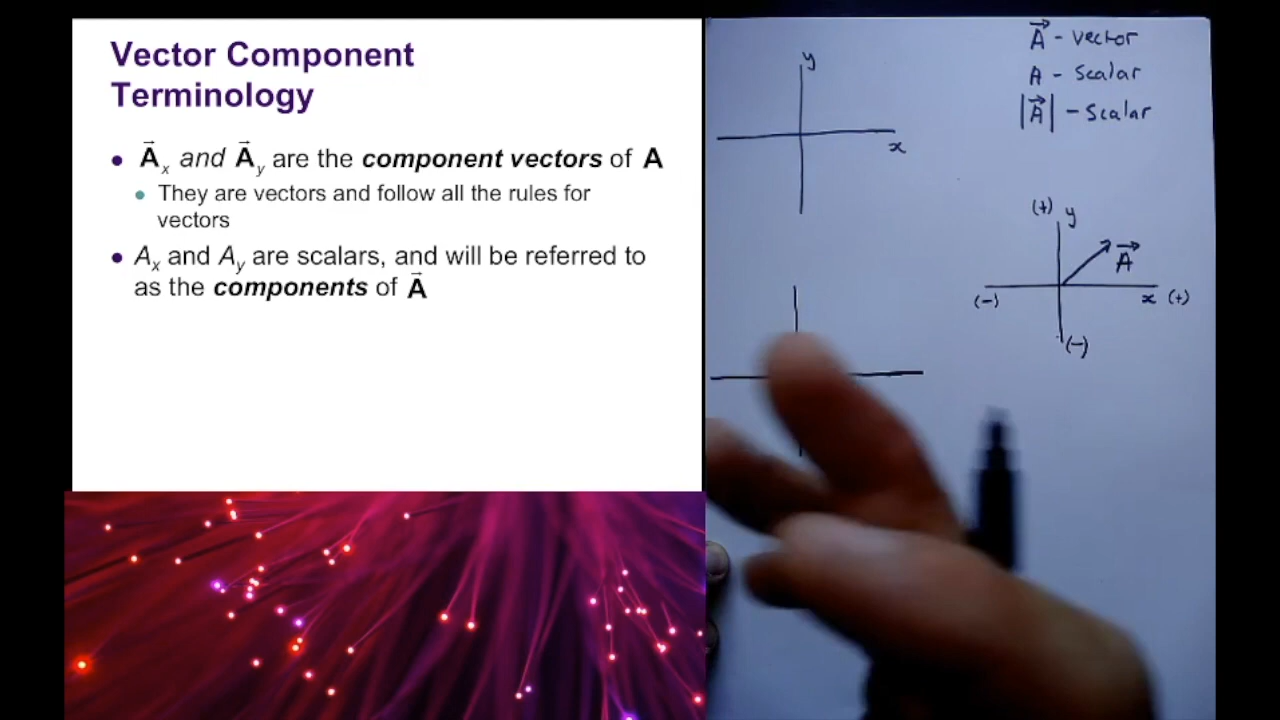 Vector Component
Terminology
• A⃗x and A⃗y are the component vectors of A
• They are vectors and follow all the rules for
vectors
• Ax and Ay are scalars, and will be referred to
as the components of A⃗
y
x
A⃗ - vector
A - Scalar
|A⃗| - Scalar
(+) y
A⃗
(-) x (+)
(-)